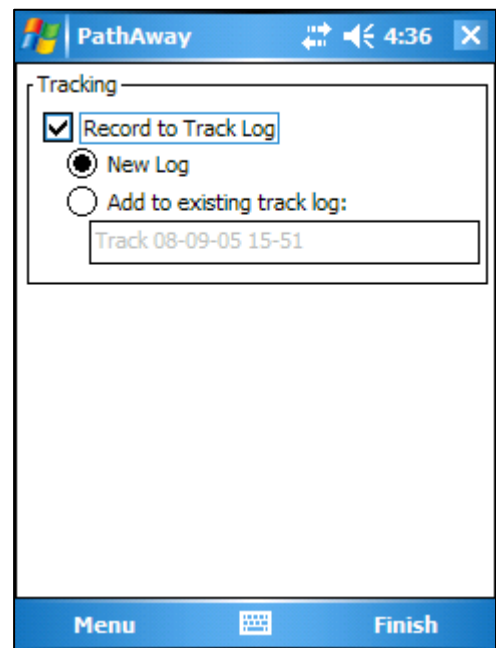 PathAway 4:36
Tracking
Record to Track Log
New Log
Add to existing track log:
Track 08-09-05 15-51
Menu Finish